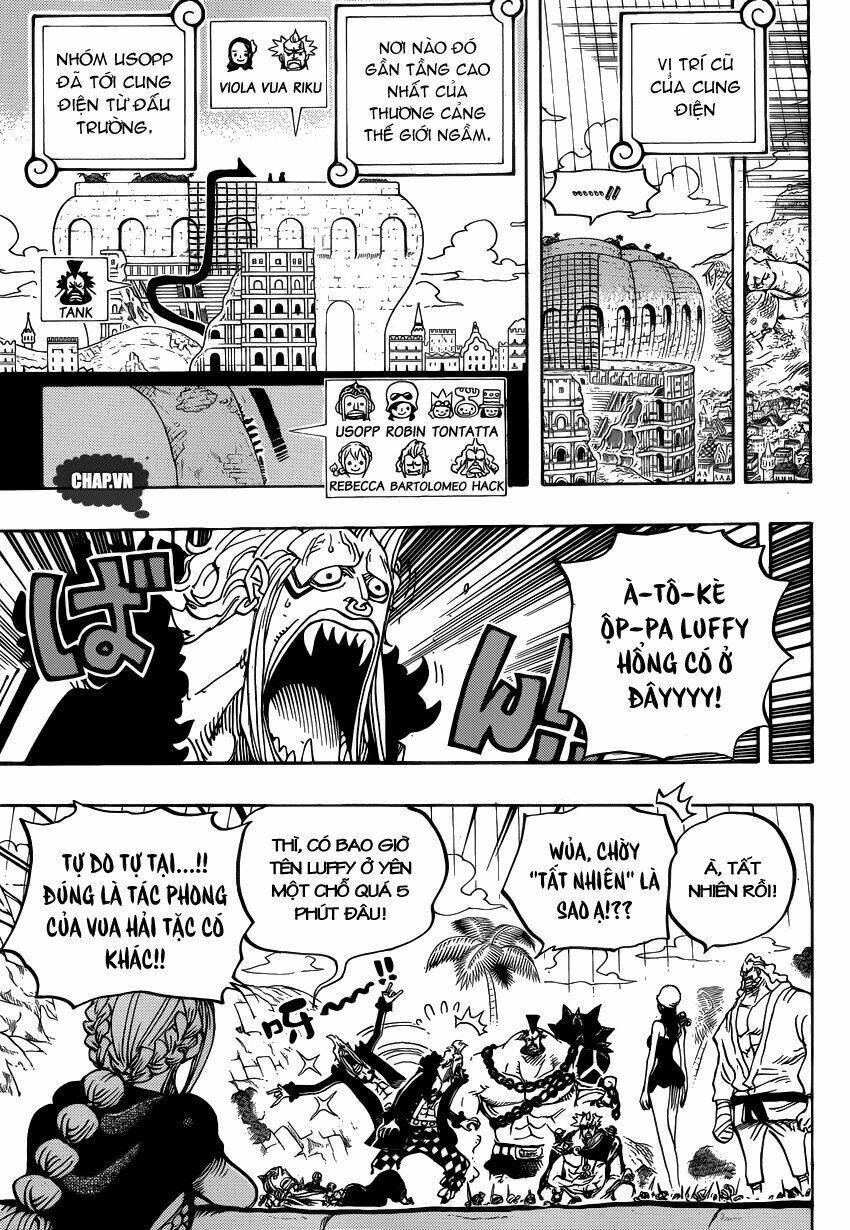 VỊ TRÍ CŨ
CỦA CUNG
ĐIỆN
.......!!
NƠI NÀO ĐÓ
GẦN TẦNG CAO
NHẤT CỦA
THƯƠNG CẢNG
THẾ GIỚI NGẦM.
VIOLA VUA RIKU
NHÓM USOPP
ĐÃ TỚI CUNG
ĐIỆN TỪ ĐẤU
TRƯỜNG.
TANK
USOPP ROBIN TONTATTA
REBECCA BARTOLOMEO HACK
CHAPVN
À-TÔ-KÈ
ỘP-PA LUFFY
HỔNG CÓ Ở
ĐÂYYYY!
ば
À, TẤT
NHIÊN RỒI!
WỦA, CHỜY
"TẤT NHIÊN" LÀ
SAO Ạ!??
THÌ, CÓ BAO GIỜ
TÊN LUFFY Ở YÊN
MỘT CHỖ QUÁ 5
PHÚT ĐÂU!
TỰ DO TỰ TẠI...!!
ĐÚNG LÀ TÁC PHONG
CỦA VUA HẢI TẶC CÓ
KHÁC!!